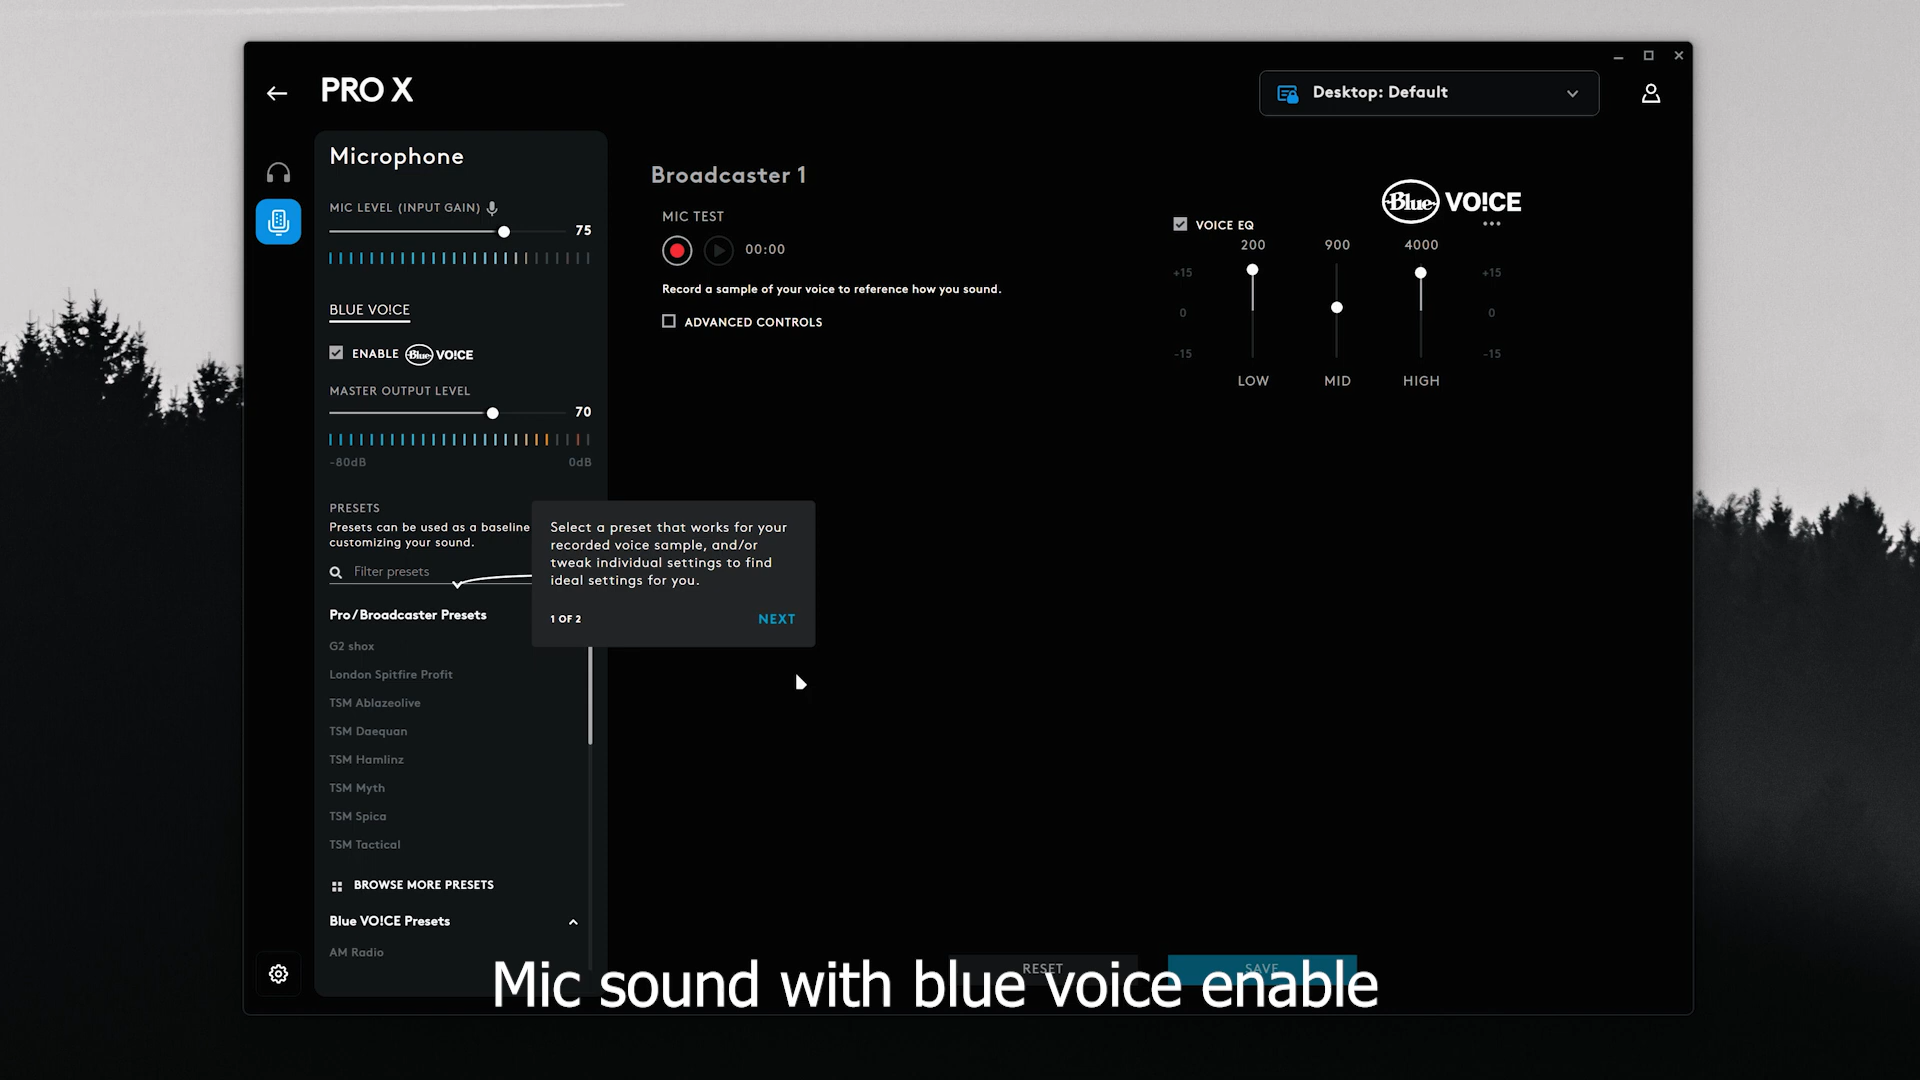 PRO X
Desktop: Default
Microphone
MIC LEVEL (INPUT GAIN)
75
BLUE VO!CE
ENABLE Blue VO!CE
MASTER OUTPUT LEVEL
70
-80dB 0dB
PRESETS
Presets can be used as a baseline
customizing your sound.
Filter presets
Pro/Broadcaster Presets
G2 shox
London Spitfire Profit
TSM Ablazeolive
TSM Daequan
TSM Hamlinz
TSM Myth
TSM Spica
TSM Tactical
BROWSE MORE PRESETS
Blue VO!CE Presets
AM Radio
Select a preset that works for your
recorded voice sample, and/or
tweak individual settings to find
ideal settings for you.
1 OF 2 NEXT
Broadcaster 1
MIC TEST
00:00
Record a sample of your voice to reference how you sound.
ADVANCED CONTROLS
Blue VO!CE
VOICE EQ
200 900 4000
+15 +15
0 0
-15 -15
LOW MID HIGH
RESET SAVE
Mic sound with blue voice enable